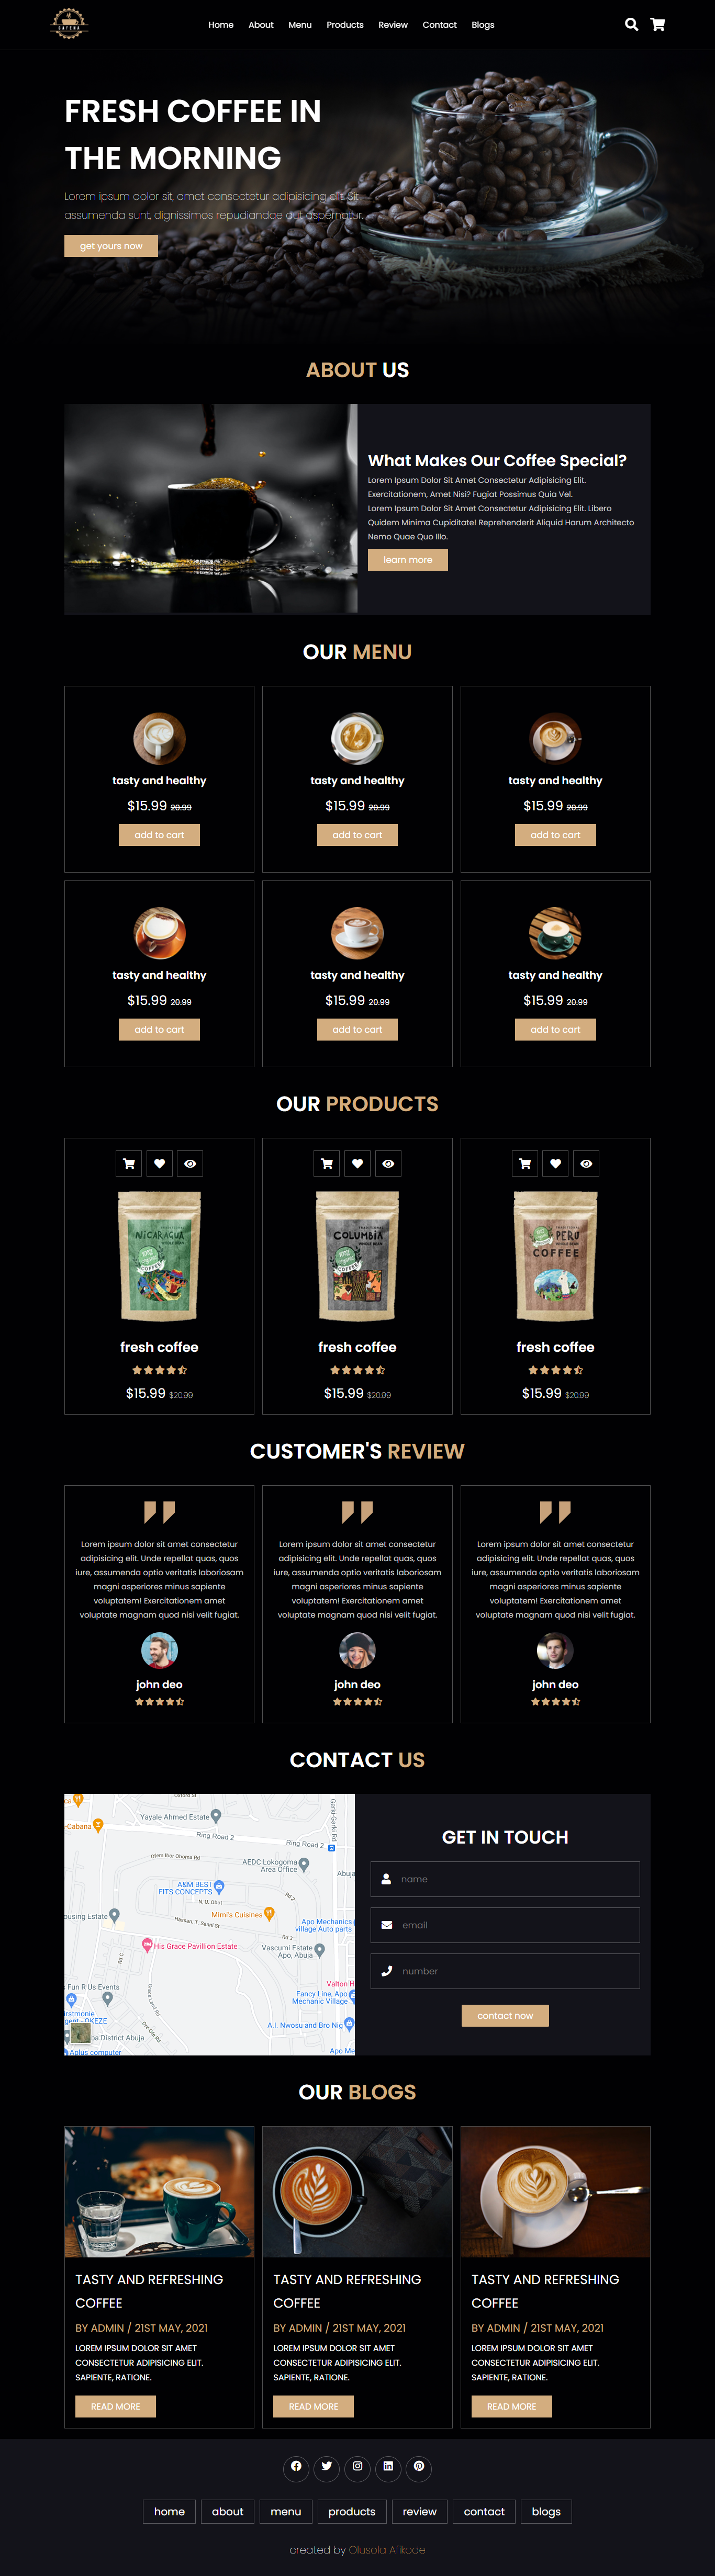 Home About Menu Products Review Contact Blogs
FRESH COFFEE IN
THE MORNING
Lorem ipsum dolor sit, amet consectetur adipisicing elit. Sit
assumenda sunt, dignissimos repudiandae aut aspernatur
get yours now
ABOUT US
What Makes Our Coffee Special?
Lorem Ipsum Dolor Sit Amet Consectetur Adipisicing Elit.
Exercitationem, Amet Nisi? Fugiat Possimus Quia Vel.
Lorem Ipsum Dolor Sit Amet Consectetur Adipisicing Elit. Libero
Quidem Minima Cupiditate! Reprehenderit Aliquid Harum Architecto
Nemo Quae Quo Illo.
learn more
OUR MENU
tasty and healthy tasty and healthy tasty and healthy
$15.99 20.99 $15.99 20.99 $15.99 20.99
add to cart add to cart add to cart
tasty and healthy tasty and healthy tasty and healthy
$15.99 20.99 $15.99 20.99 $15.99 20.99
add to cart add to cart add to cart
OUR PRODUCTS
NICARAGUA COLUMBIA PERU
COFFEE
fresh coffee fresh coffee fresh coffee
$15.99 $20.99 $15.99 $20.99 $15.99 $20.99
CUSTOMER'S REVIEW
Lorem ipsum dolor sit amet consectetur
adipisicing elit. Unde repellat quas, quos
iure, assumenda optio veritatis laboriosam
magni asperiores minus sapiente
voluptatem! Exercitationem amet
voluptate magnam quod nisi velit fugiat.
john deo
Lorem ipsum dolor sit amet consectetur
adipisicing elit. Unde repellat quas, quos
iure, assumenda optio veritatis laboriosam
magni asperiores minus sapiente
voluptatem! Exercitationem amet
voluptate magnam quod nisi velit fugiat.
john deo
Lorem ipsum dolor sit amet consectetur
adipisicing elit. Unde repellat quas, quos
iure, assumenda optio veritatis laboriosam
magni asperiores minus sapiente
voluptatem! Exercitationem amet
voluptate magnam quod nisi velit fugiat.
john deo
CONTACT US
Yayale Ahmed Estate
Cabana
Ring Road 2
Ring Road 2
Gerki-Garki Rd
AEDC Lokogoma
Area Office
Abuja
A&M BEST
FITS CONCEPTS
N. U. Obot
Rd 2
Mimi's Cuisines
ousing Estate
Hassan. T. Sanusi St
Apo Mechanics
village Auto parts
Rd 3
His Grace Pavillion Estate
Vascumi Estate
Apo, Abuja
Rd C
Valton H
Fun R Us Events
Fancy Line, Apo
Mechanic Village
rstmonie
gent - OKEZE
A.I. Nwosu and Bro Nig
ba District Abuja
Aplus computer
Apo Me
GET IN TOUCH
name
email
number
contact now
OUR BLOGS
TASTY AND REFRESHING
COFFEE
BY ADMIN / 21ST MAY, 2021
LOREM IPSUM DOLOR SIT AMET
CONSECTETUR ADIPISICING ELIT.
SAPIENTE, RATIONE.
READ MORE
TASTY AND REFRESHING
COFFEE
BY ADMIN / 21ST MAY, 2021
LOREM IPSUM DOLOR SIT AMET
CONSECTETUR ADIPISICING ELIT.
SAPIENTE, RATIONE.
READ MORE
TASTY AND REFRESHING
COFFEE
BY ADMIN / 21ST MAY, 2021
LOREM IPSUM DOLOR SIT AMET
CONSECTETUR ADIPISICING ELIT.
SAPIENTE, RATIONE.
READ MORE
home about menu products review contact blogs
created by Olusola Afikode